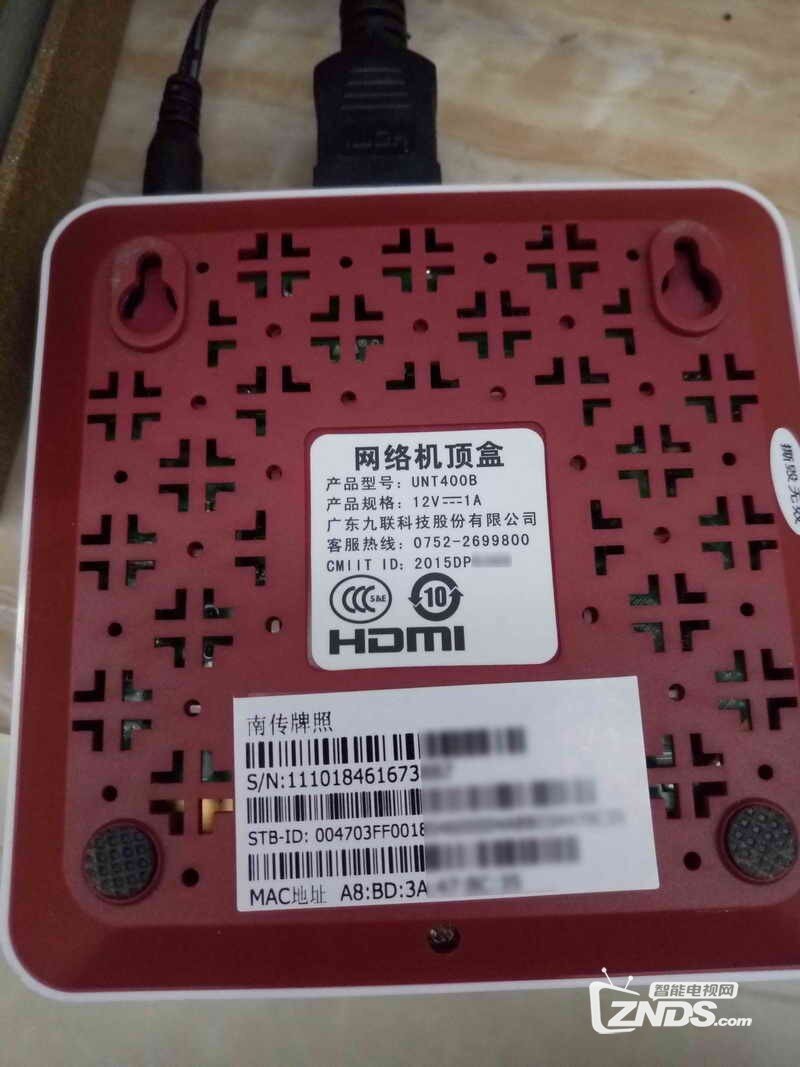 网络机顶盒
产品型号：UNT400B
产品规格：12V⎓1A
广东九联科技股份有限公司
客服热线：0752-2699800
CMIIT ID：2015DP
S&E
10
HDMI
撕毁无效
南传牌照
S/N:111018461673
STB-ID: 004703FF0018
MAC地址 A8:BD:3A
智能电视网
ZNDS.com